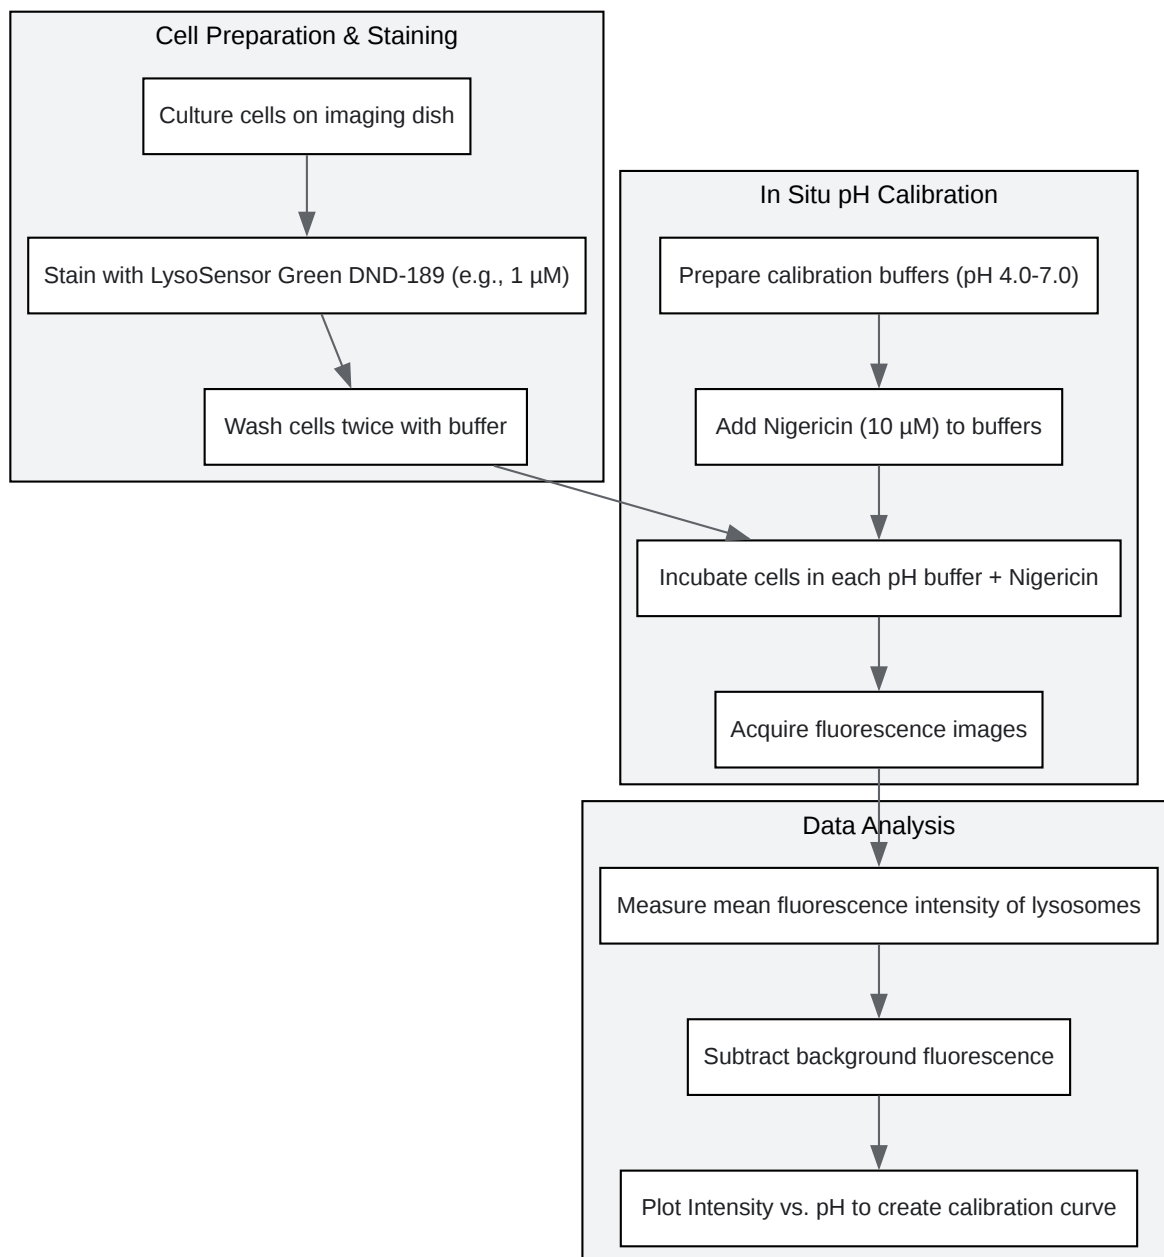 Cell Preparation & Staining
Culture cells on imaging dish
Stain with LysoSensor Green DND-189 (e.g., 1 µM)
Wash cells twice with buffer
In Situ pH Calibration
Prepare calibration buffers (pH 4.0-7.0)
Add Nigericin (10 µM) to buffers
Incubate cells in each pH buffer + Nigericin
Acquire fluorescence images
Data Analysis
Measure mean fluorescence intensity of lysosomes
Subtract background fluorescence
Plot Intensity vs. pH to create calibration curve